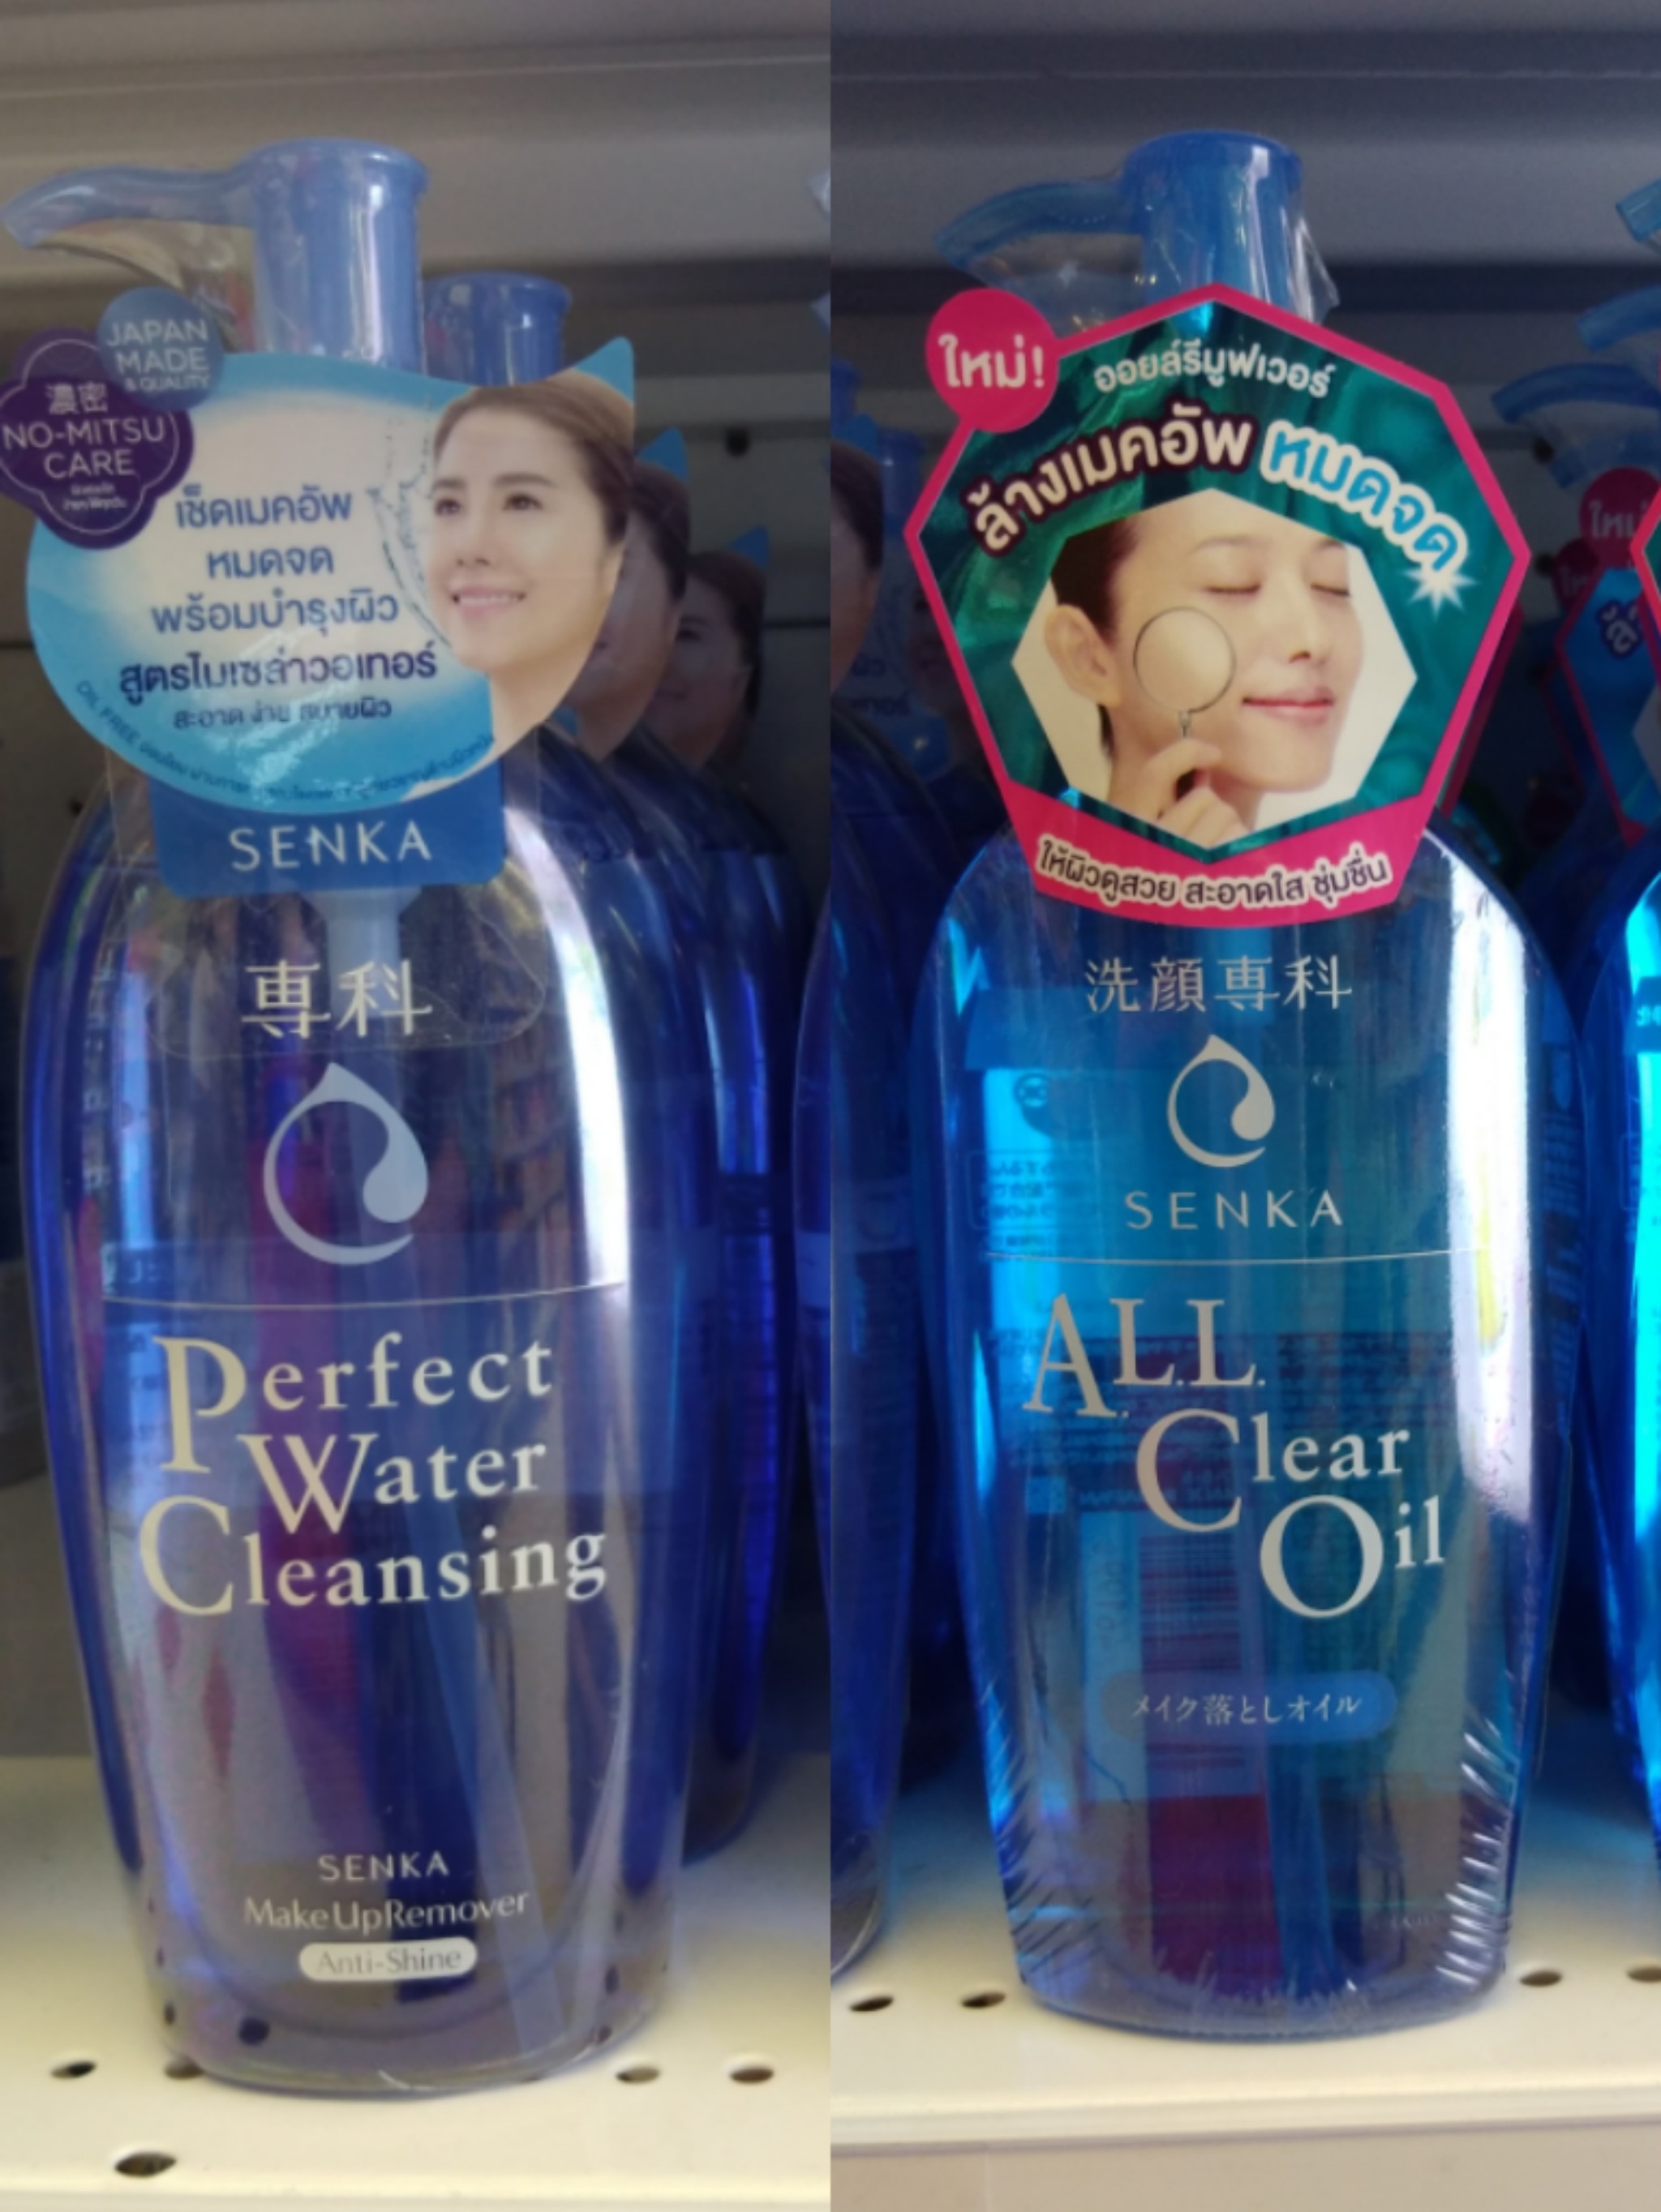 JAPAN
MADE
& QUALITY
濃密
NO-MITSU
CARE
เช็ดเมคอัพ
หมดจด
พร้อมบำรุงผิว
สูตรไมเซล่าวอเทอร์
สะอาด ง่าย สบายผิว
OIL FREE
SENKA
専科
Perfect
Water
Cleansing
SENKA
MakeUpRemover
Anti-Shine
ใหม่!
ออยล์รีมูฟเวอร์
ล้างเมคอัพ หมดจด
ให้ผิวดูสวย สะอาดใส ชุ่มชื่น
洗顔専科
SENKA
A.L.L.
Clear
Oil
メイク落としオイル